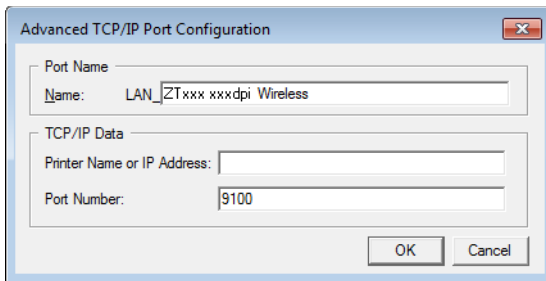 Advanced TCP/IP Port Configuration
Port Name
Name: LAN_ZTxxx xxxdpi Wireless
TCP/IP Data
Printer Name or IP Address:
Port Number: 9100
OK Cancel